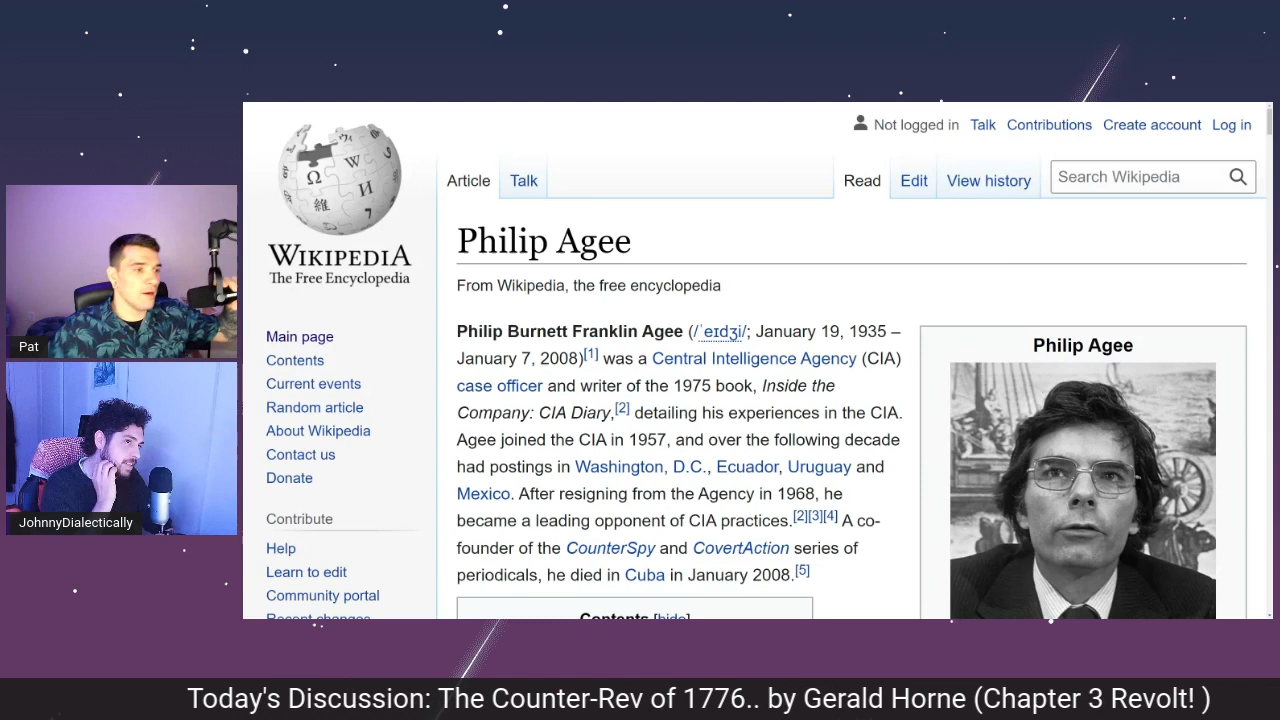 Not logged in Talk Contributions Create account Log in
Article Talk Read Edit View history Search Wikipedia
Ω W И 維
WIKIPEDIA
The Free Encyclopedia
Main page
Contents
Current events
Random article
About Wikipedia
Contact us
Donate
Contribute
Help
Learn to edit
Community portal
Recent changes
Philip Agee
From Wikipedia, the free encyclopedia
Philip Burnett Franklin Agee (/ˈeɪdʒi/; January 19, 1935 –
January 7, 2008)[1] was a Central Intelligence Agency (CIA)
case officer and writer of the 1975 book, Inside the
Company: CIA Diary,[2] detailing his experiences in the CIA.
Agee joined the CIA in 1957, and over the following decade
had postings in Washington, D.C., Ecuador, Uruguay and
Mexico. After resigning from the Agency in 1968, he
became a leading opponent of CIA practices.[2][3][4] A co-
founder of the CounterSpy and CovertAction series of
periodicals, he died in Cuba in January 2008.[5]
Contents [hide]
Philip Agee
Pat
JohnnyDialectically
Today's Discussion: The Counter-Rev of 1776.. by Gerald Horne (Chapter 3 Revolt! )